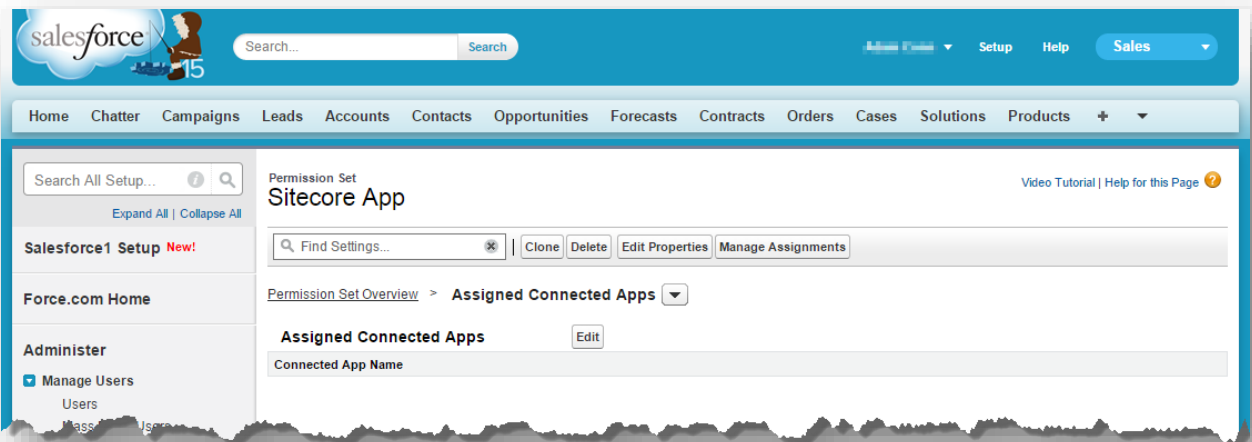 salesforce
15
Search...
Search
Setup
Help
Sales
Home Chatter Campaigns Leads Accounts Contacts Opportunities Forecasts Contracts Orders Cases Solutions Products +
Search All Setup...
Expand All | Collapse All
Salesforce1 Setup New!
Force.com Home
Administer
Manage Users
Users
Permission Set
Sitecore App
Video Tutorial | Help for this Page ?
Find Settings...
Clone Delete Edit Properties Manage Assignments
Permission Set Overview > Assigned Connected Apps
Assigned Connected Apps Edit
Connected App Name